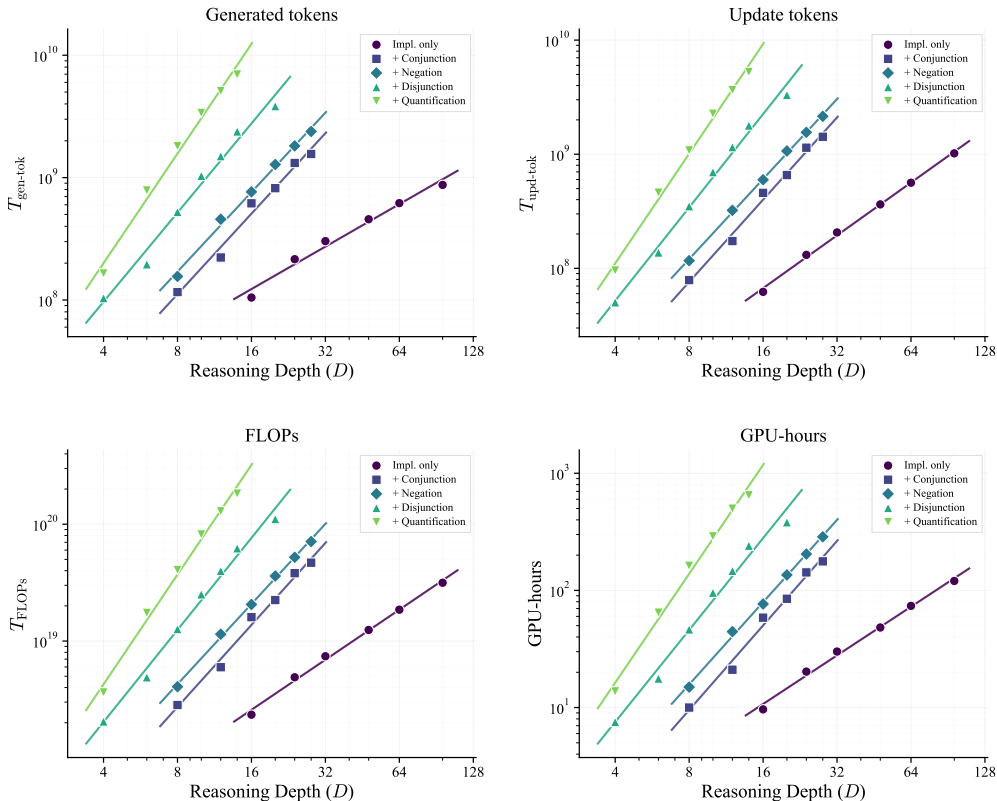 Generated tokens
10^10
10^9
10^8
T_gen-tok
Impl. only
+ Conjunction
+ Negation
+ Disjunction
+ Quantification
4 8 16 32 64 128
Reasoning Depth (D)
Update tokens
10^10
10^9
10^8
T_upd-tok
Impl. only
+ Conjunction
+ Negation
+ Disjunction
+ Quantification
4 8 16 32 64 128
Reasoning Depth (D)
FLOPs
10^20
10^19
T_FLOPs
Impl. only
+ Conjunction
+ Negation
+ Disjunction
+ Quantification
4 8 16 32 64 128
Reasoning Depth (D)
GPU-hours
10^3
10^2
10^1
GPU-hours
Impl. only
+ Conjunction
+ Negation
+ Disjunction
+ Quantification
4 8 16 32 64 128
Reasoning Depth (D)